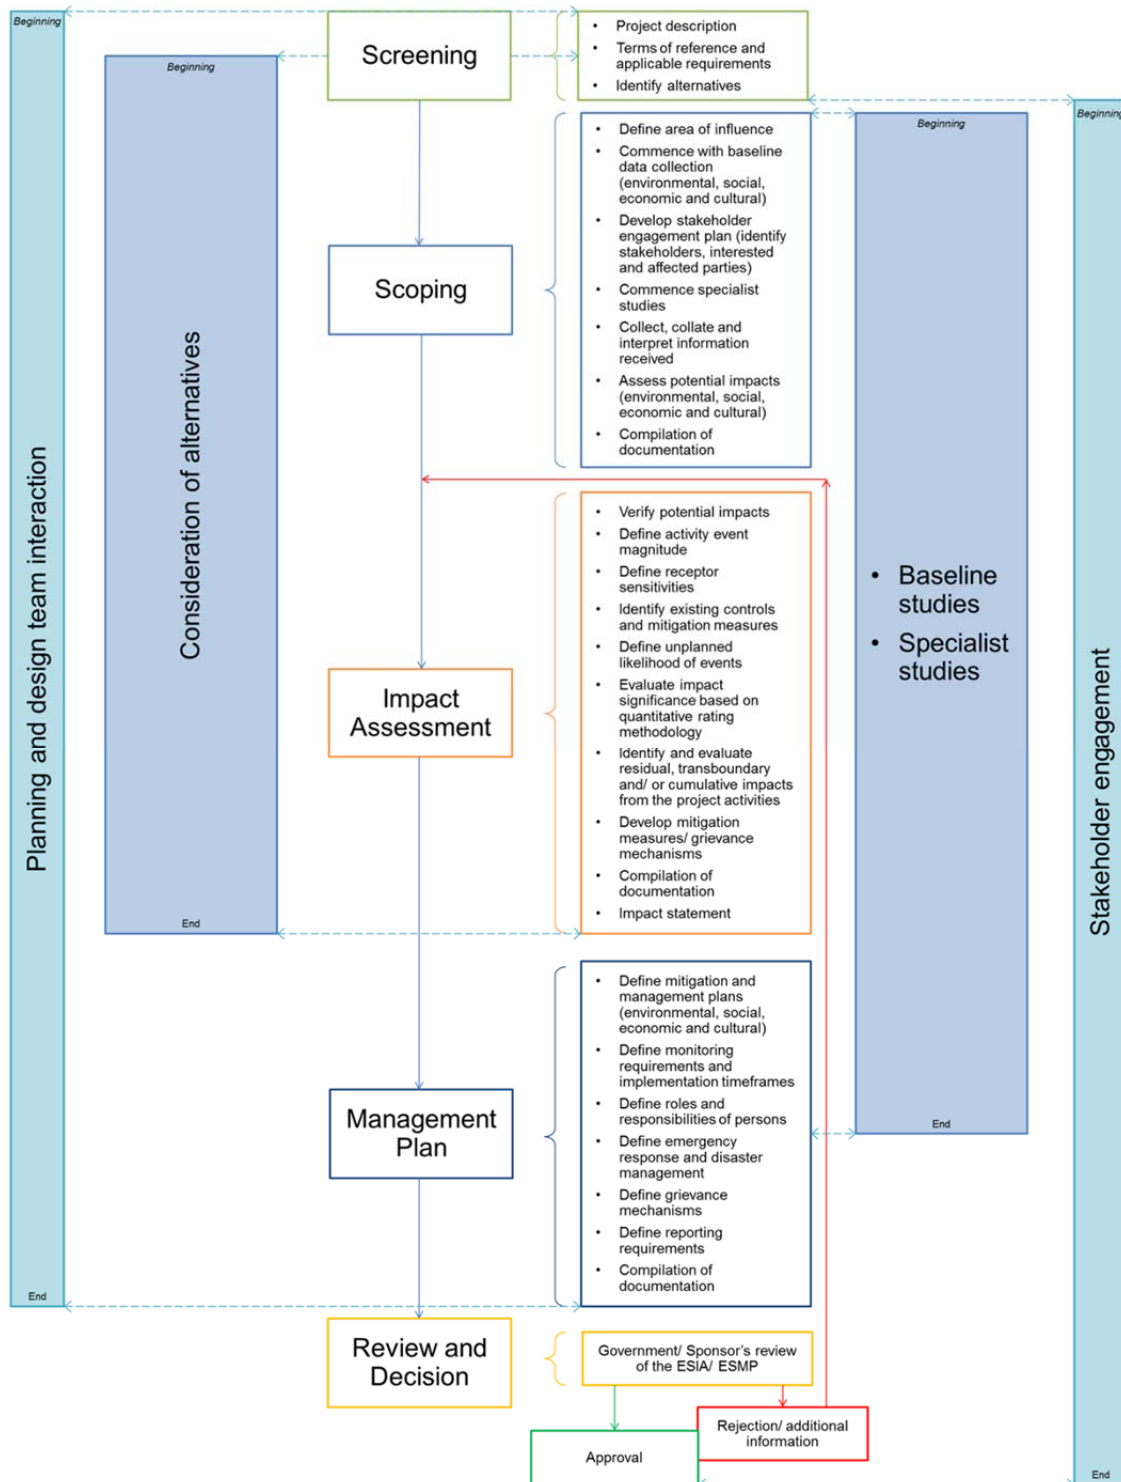 Beginning
Planning and design team interaction
End
Beginning
Consideration of alternatives
End
Screening
• Project description
• Terms of reference and
applicable requirements
• Identify alternatives
Scoping
• Define area of influence
• Commence with baseline
data collection
(environmental, social,
economic and cultural)
• Develop stakeholder
engagement plan (identify
stakeholders, interested
and affected parties)
• Commence specialist
studies
• Collect, collate and
interpret information
received
• Assess potential impacts
(environmental, social,
economic and cultural)
• Compilation of
documentation
Impact
Assessment
• Verify potential impacts
• Define activity event
magnitude
• Define receptor
sensitivities
• Identify existing controls
and mitigation measures
• Define unplanned
likelihood of events
• Evaluate impact
significance based on
quantitative rating
methodology
• Identify and evaluate
residual, transboundary
and/ or cumulative impacts
from the project activities
• Develop mitigation
measures/ grievance
mechanisms
• Compilation of
documentation
• Impact statement
Management
Plan
• Define mitigation and
management plans
(environmental, social,
economic and cultural)
• Define monitoring
requirements and
implementation timeframes
• Define roles and
responsibilities of persons
• Define emergency
response and disaster
management
• Define grievance
mechanisms
• Define reporting
requirements
• Compilation of
documentation
Review and
Decision
Government/ Sponsor's review
of the ESIA/ ESMP
Rejection/ additional
information
Approval
Beginning
• Baseline
studies
• Specialist
studies
End
Beginning
Stakeholder engagement
End